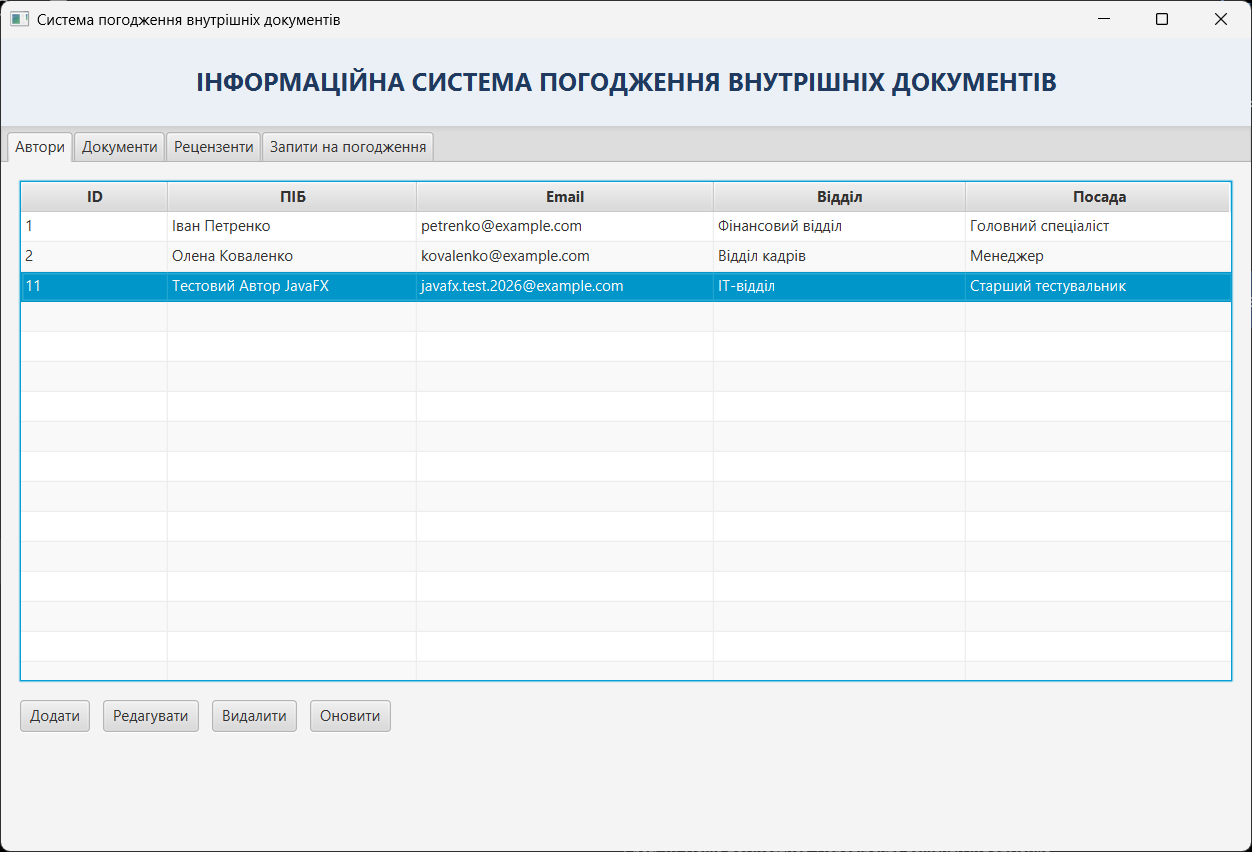 Система погодження внутрішніх документів
ІНФОРМАЦІЙНА СИСТЕМА ПОГОДЖЕННЯ ВНУТРІШНІХ ДОКУМЕНТІВ
Автори Документи Рецензенти Запити на погодження
ID ПІБ Email Відділ Посада
1 Іван Петренко petrenko@example.com Фінансовий відділ Головний спеціаліст
2 Олена Коваленко kovalenko@example.com Відділ кадрів Менеджер
11 Тестовий Автор JavaFX javafx.test.2026@example.com ІТ-відділ Старший тестувальник
Додати Редагувати Видалити Оновити